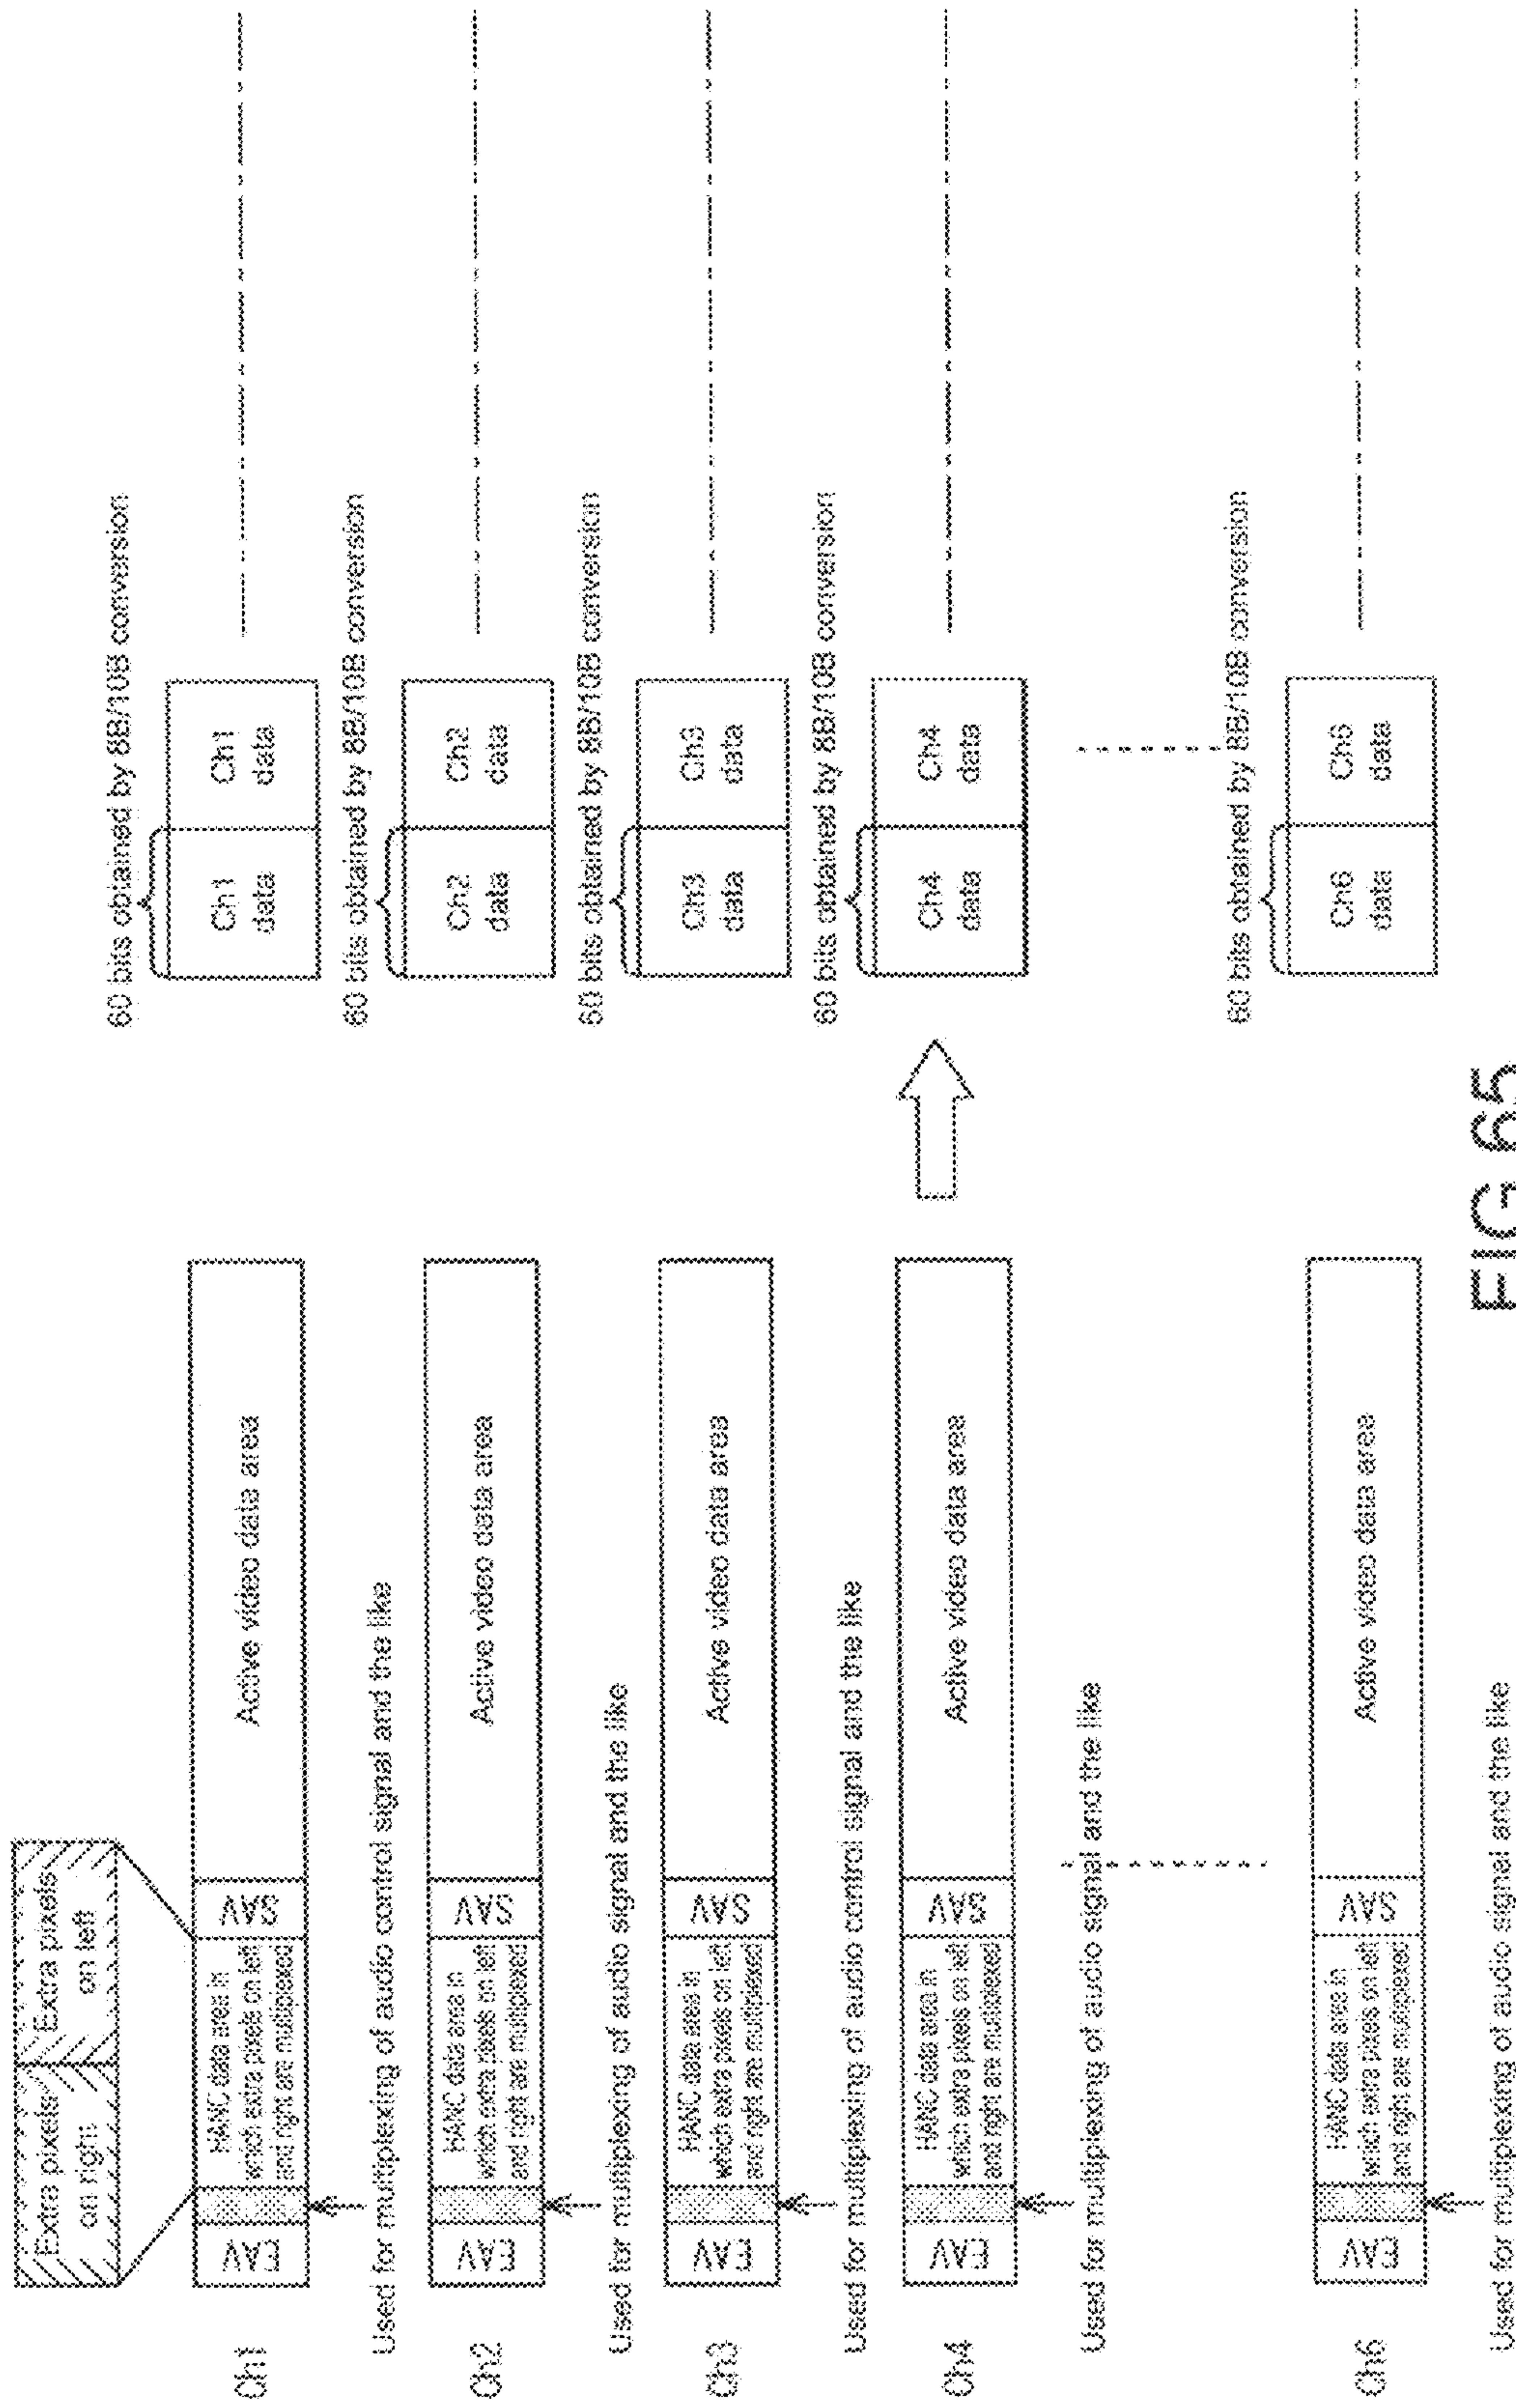 Extra pixels
on right
Extra pixels
on left
Ch1
EAV
HANC data area in
which extra pixels on left
and right are multiplexed
SAV
Active video data area
60 bits obtained by 8B/10B conversion
Ch1
data
Ch1
data
Used for multiplexing of audio control signal and the like
Ch2
EAV
HANC data area in
which extra pixels on left
and right are multiplexed
SAV
Active video data area
60 bits obtained by 8B/10B conversion
Ch2
data
Ch2
data
Used for multiplexing of audio signal and the like
Ch3
EAV
HANC data area in
which extra pixels on left
and right are multiplexed
SAV
Active video data area
60 bits obtained by 8B/10B conversion
Ch3
data
Ch3
data
Used for multiplexing of audio control signal and the like
Ch4
EAV
HANC data area in
which extra pixels on left
and right are multiplexed
SAV
Active video data area
60 bits obtained by 8B/10B conversion
Ch4
data
Ch4
data
Used for multiplexing of audio signal and the like
Ch6
EAV
HANC data area in
which extra pixels on left
and right are multiplexed
SAV
Active video data area
60 bits obtained by 8B/10B conversion
Ch6
data
Ch6
data
Used for multiplexing of audio signal and the like
FIG.65